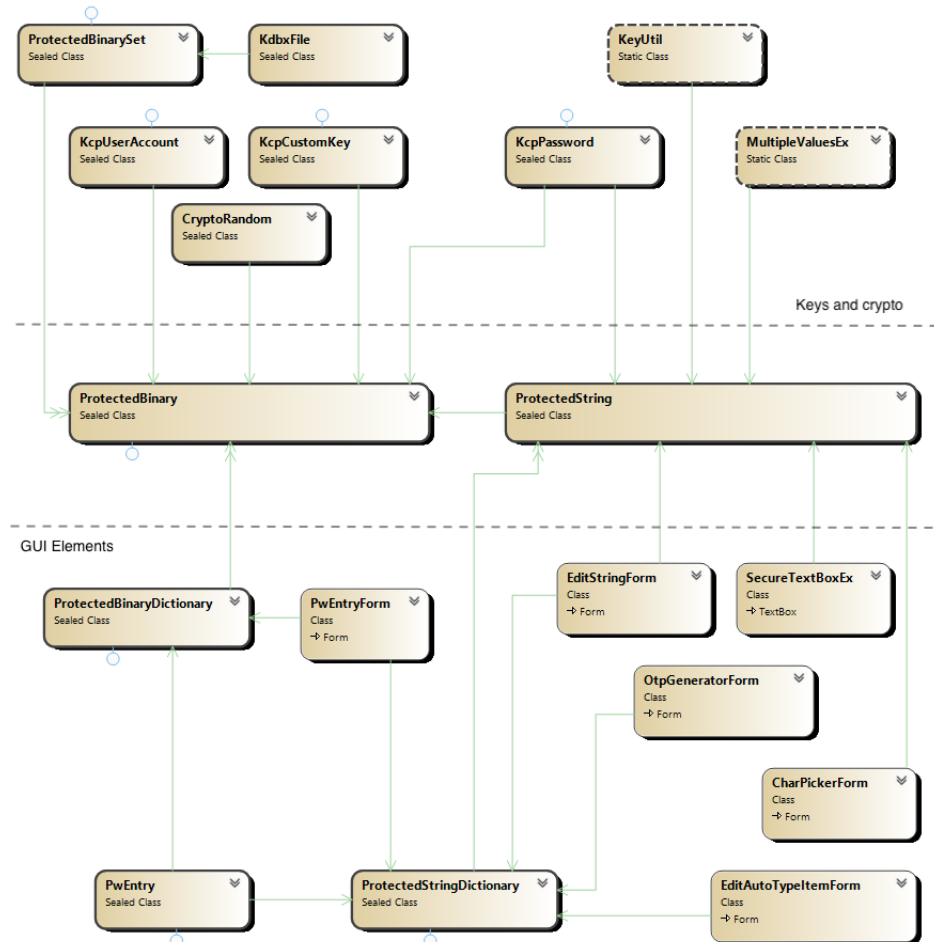 ProtectedBinarySet
Sealed Class
KdbxFile
Sealed Class
KeyUtil
Static Class
KcpUserAccount
Sealed Class
KcpCustomKey
Sealed Class
KcpPassword
Sealed Class
MultipleValuesEx
Static Class
CryptoRandom
Sealed Class
Keys and crypto
ProtectedBinary
Sealed Class
ProtectedString
Sealed Class
GUI Elements
EditStringForm
Class
Form
SecureTextBoxEx
Class
TextBox
ProtectedBinaryDictionary
Sealed Class
PwEntryForm
Class
Form
OtpGeneratorForm
Class
Form
CharPickerForm
Class
Form
PwEntry
Sealed Class
ProtectedStringDictionary
Sealed Class
EditAutoTypeItemForm
Class
Form